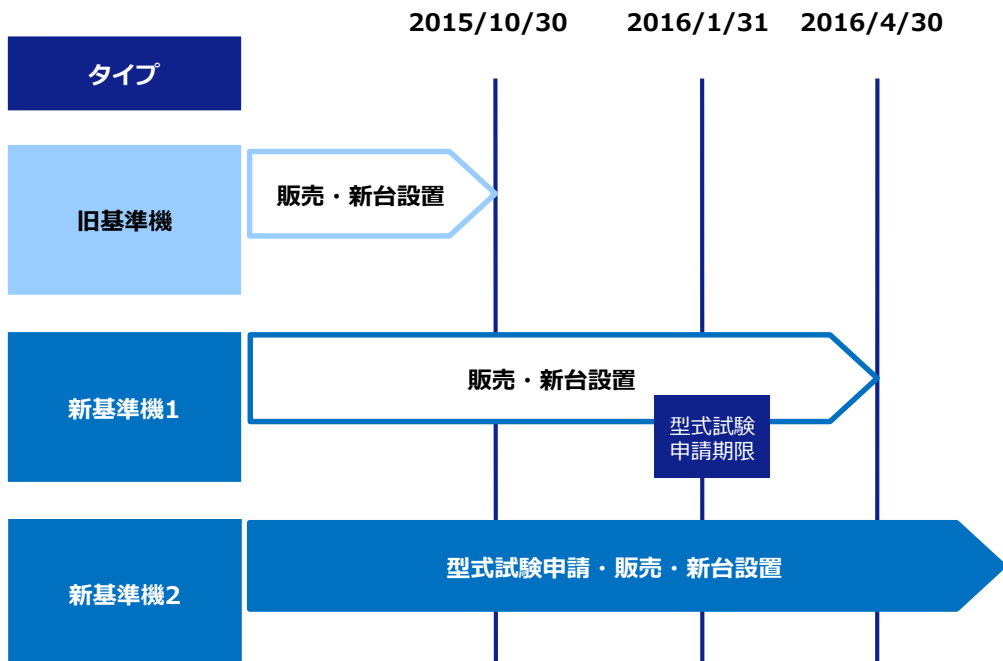 2015/10/30 2016/1/31 2016/4/30
タイプ
旧基準機
販売・新台設置
新基準機1
販売・新台設置
型式試験
申請期限
新基準機2
型式試験申請・販売・新台設置